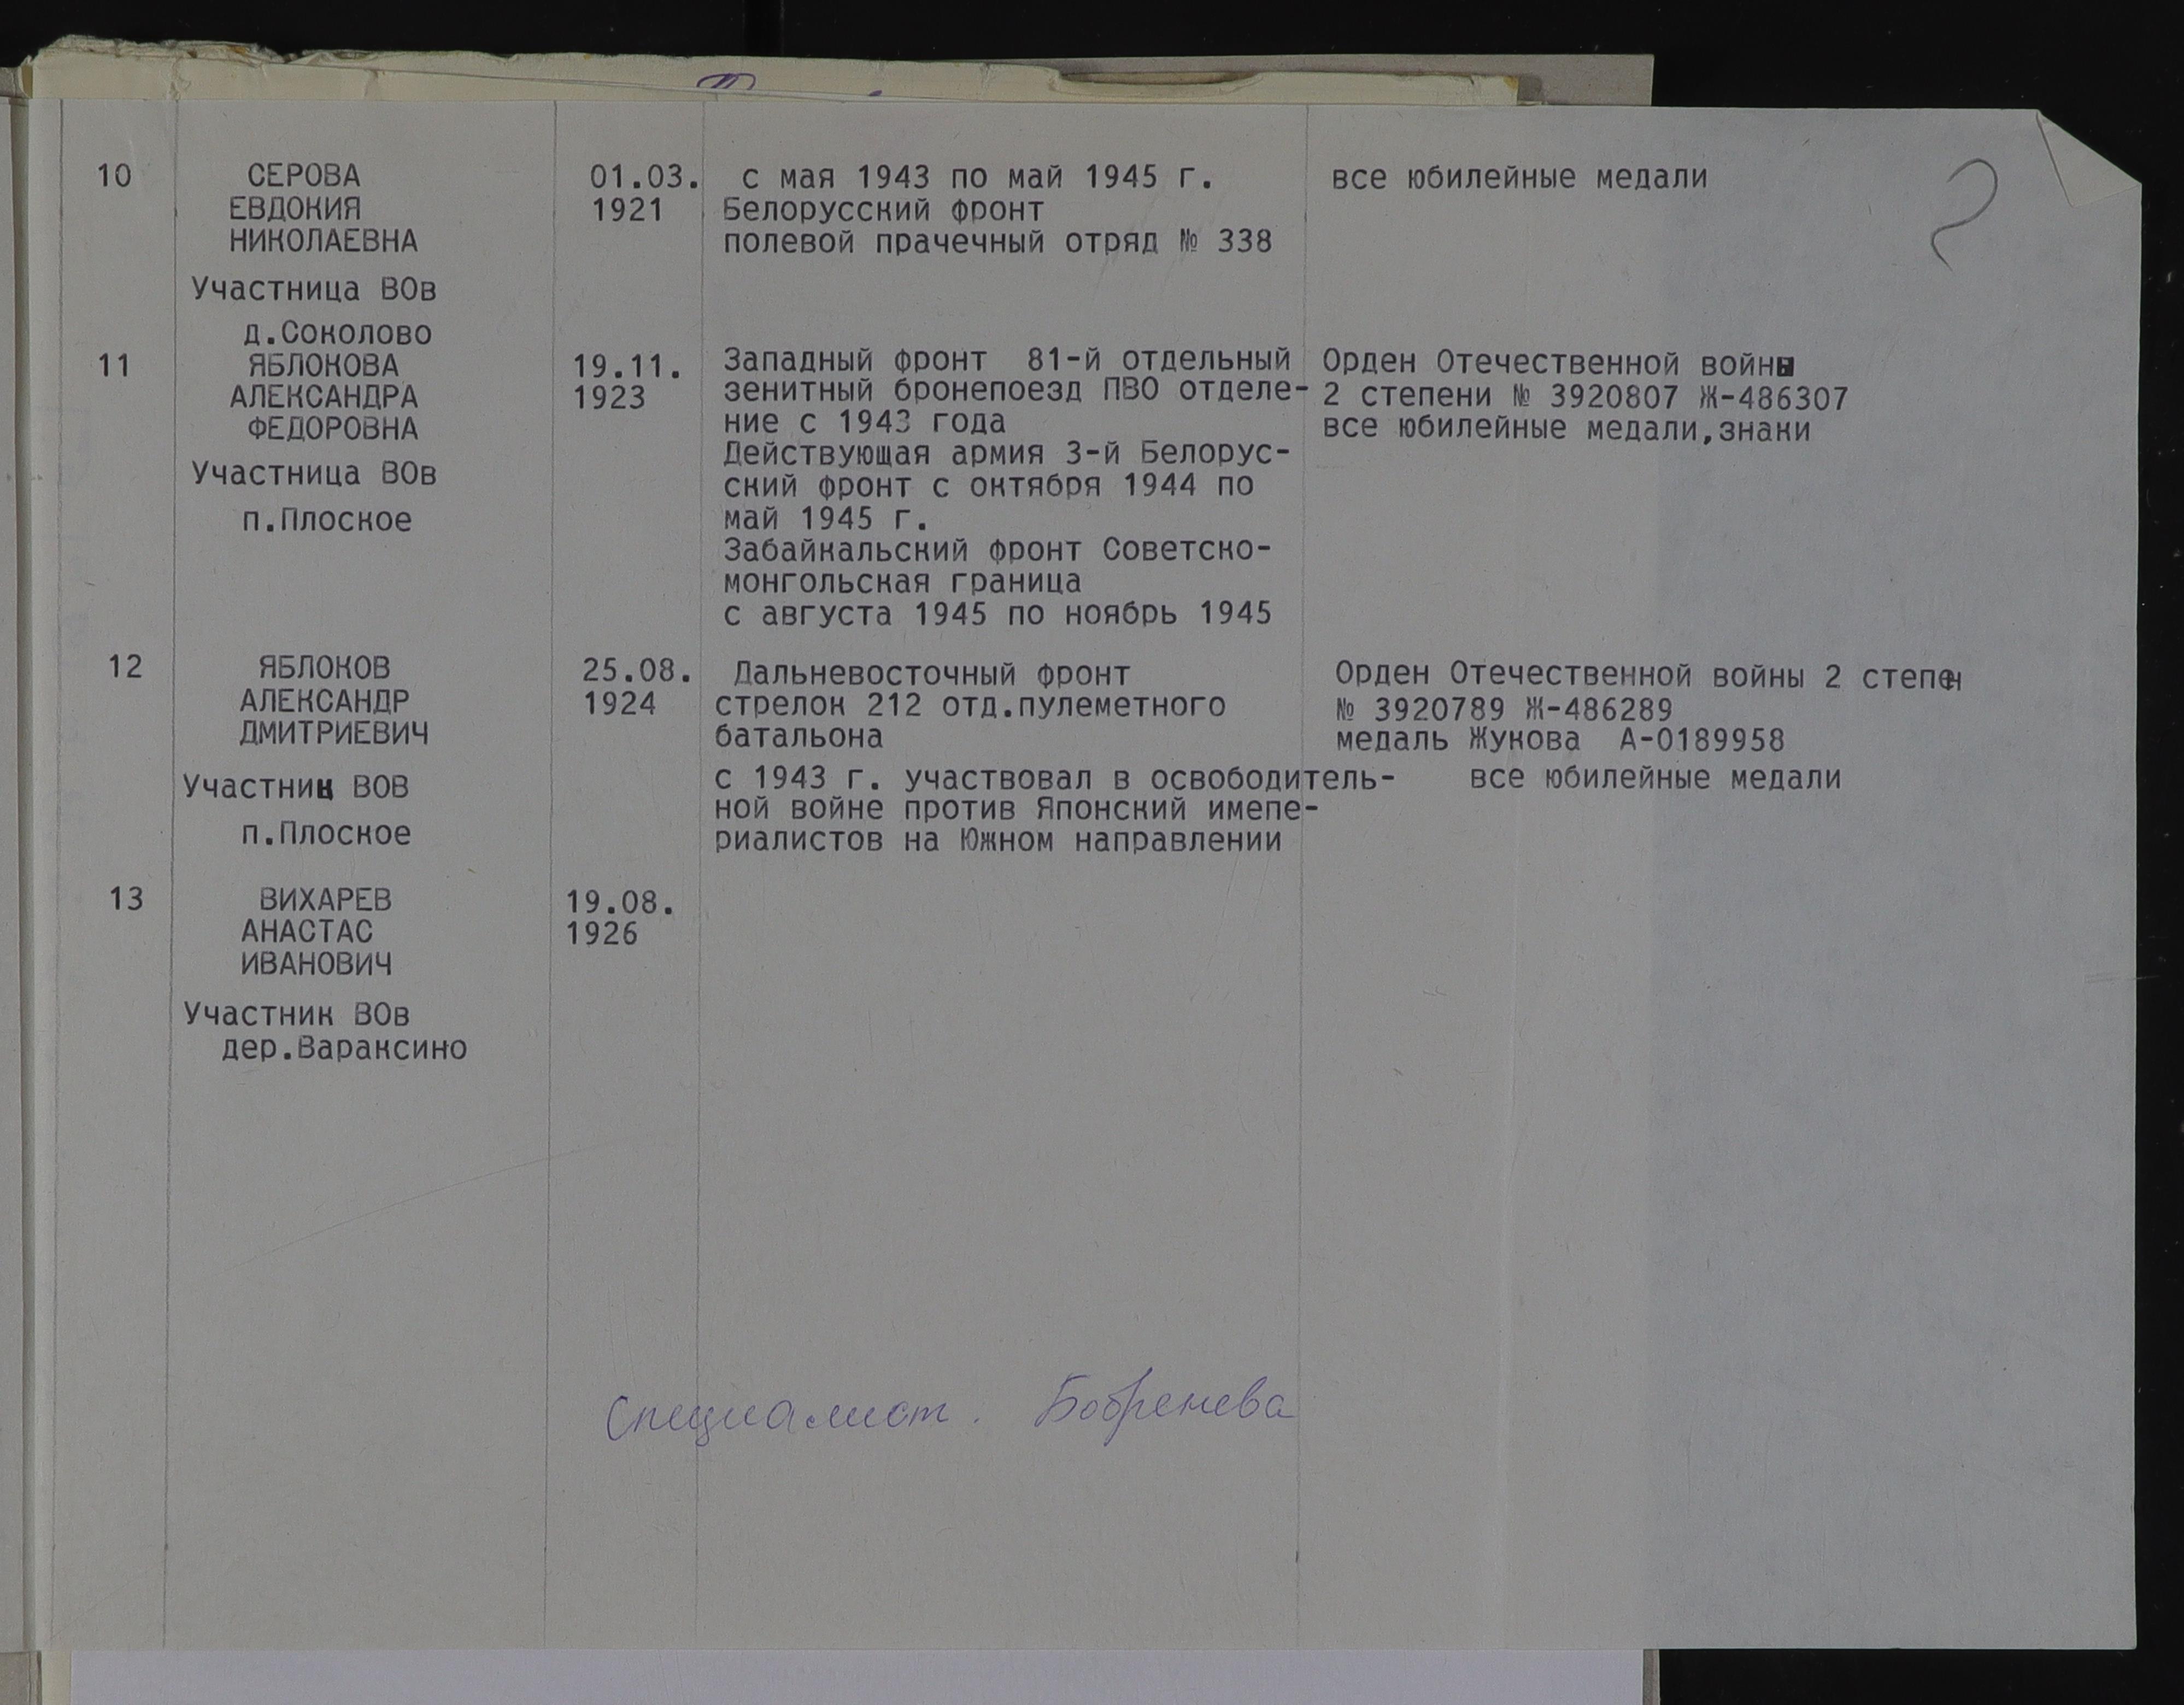 10 СЕРОВА 01.03. с мая 1943 по май 1945 г. все юбилейные медали
ЕВДОКИЯ 1921 Белорусский фронт
НИКОЛАЕВНА полевой прачечный отряд № 338
Участница ВОв
д.Соколово
11 ЯБЛОКОВА 19.11. Западный фронт 81-й отдельный Орден Отечественной войны
АЛЕКСАНДРА 1923 зенитный бронепоезд ПВО отделе- 2 степени № 3920807 Ж-486307
ФЕДОРОВНА ние с 1943 года все юбилейные медали,знаки
Действующая армия 3-й Белорус-
Участница ВОв
ский фронт с октября 1944 по
п.Плоское май 1945 г.
Забайкальский фронт Советско-
монгольская граница
с августа 1945 по ноябрь 1945
12 ЯБЛОКОВ 25.08. Дальневосточный фронт Орден Отечественной войны 2 степен
АЛЕКСАНДР 1924 стрелок 212 отд.пулеметного № 3920789 Ж-486289
ДМИТРИЕВИЧ батальона медаль Жукова А-0189958
Участник ВОВ с 1943 г. участвовал в освободитель- все юбилейные медали
ной войне против Японский импе-
п.Плоское риалистов на Южном направлении
13 ВИХАРЕВ 19.08.
АНАСТАС 1926
ИВАНОВИЧ
Участник ВОв
дер.Вараксино
Специалист. Бобренева